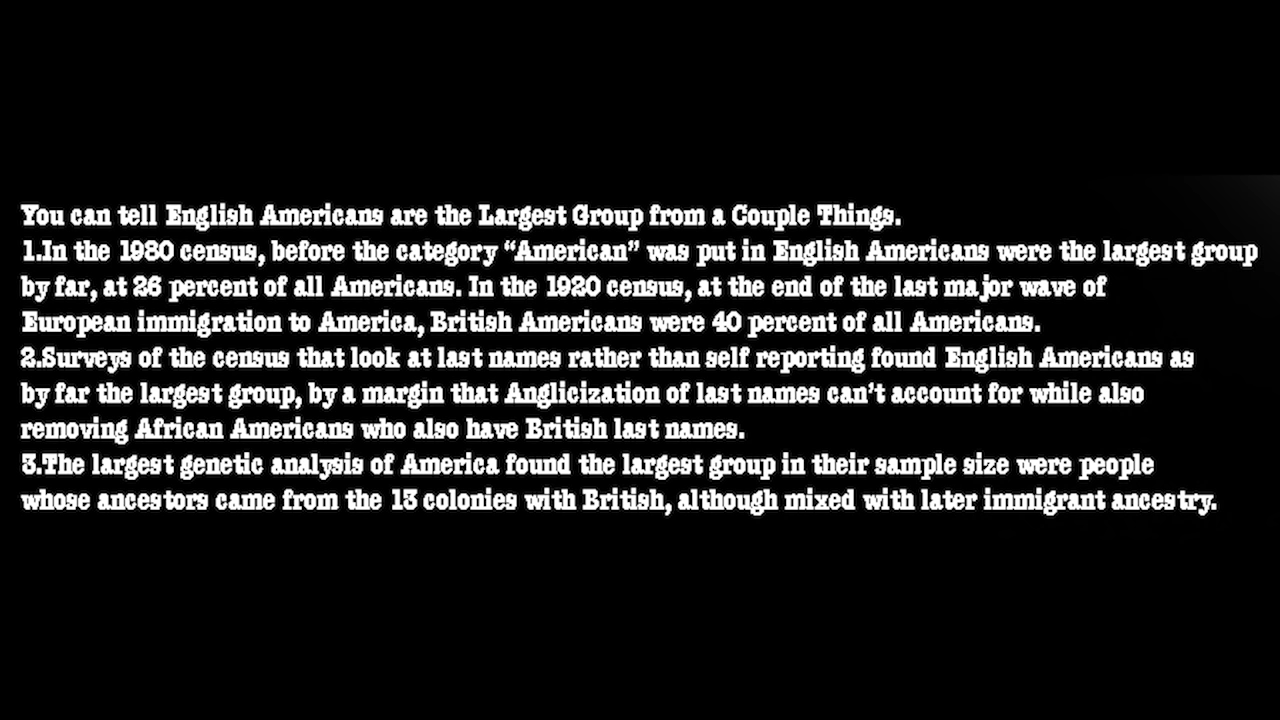 You can tell English Americans are the Largest Group from a Couple Things.
1.In the 1980 census, before the category “American” was put in English Americans were the largest group
by far, at 26 percent of all Americans. In the 1920 census, at the end of the last major wave of
European immigration to America, British Americans were 40 percent of all Americans.
2.Surveys of the census that look at last names rather than self reporting found English Americans as
by far the largest group, by a margin that Anglicization of last names can’t account for while also
removing African Americans who also have British last names.
3.The largest genetic analysis of America found the largest group in their sample size were people
whose ancestors came from the 13 colonies with British, although mixed with later immigrant ancestry.